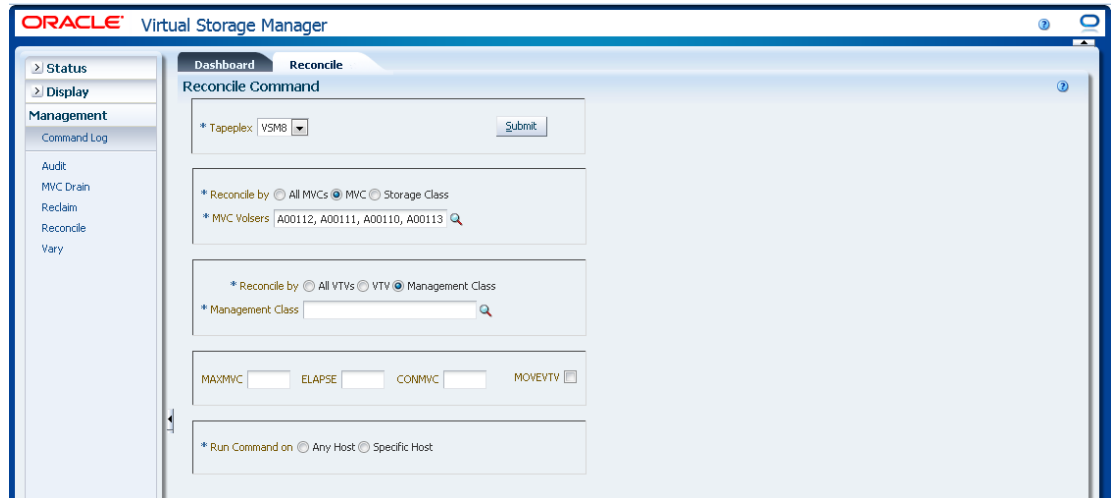 ORACLE® Virtual Storage Manager
Status
Display
Management
Command Log
Audit
MVC Drain
Reclaim
Reconcile
Vary
Dashboard Reconcile
Reconcile Command
* Tapeplex VSM8 Submit
* Reconcile by All MVCs MVC Storage Class
* MVC Volsers A00112, A00111, A00110, A00113
* Reconcile by All VTVs VTV Management Class
* Management Class
MAXMVC ELAPSE CONMVC MOVEVTV
* Run Command on Any Host Specific Host